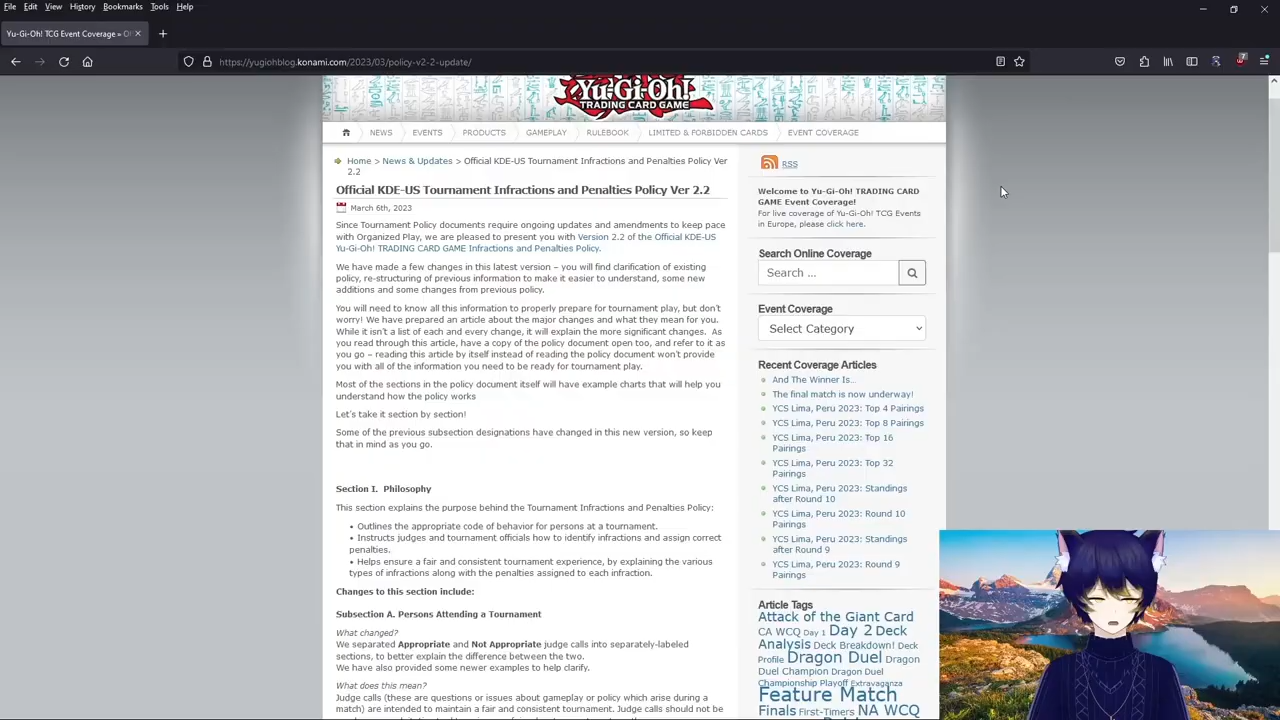 File Edit View History Bookmarks Tools Help
Yu-Gi-Oh! TCG Event Coverage » Of
https://yugiohblog.konami.com/2023/03/policy-v2-2-update/
Yu-Gi-Oh!
TRADING CARD GAME
NEWS EVENTS PRODUCTS GAMEPLAY RULEBOOK LIMITED & FORBIDDEN CARDS EVENT COVERAGE
Home > News & Updates > Official KDE-US Tournament Infractions and Penalties Policy Ver
2.2
Official KDE-US Tournament Infractions and Penalties Policy Ver 2.2
March 6th, 2023
Since Tournament Policy documents require ongoing updates and amendments to keep pace
with Organized Play, we are pleased to present you with Version 2.2 of the Official KDE-US
Yu-Gi-Oh! TRADING CARD GAME Infractions and Penalties Policy.
We have made a few changes in this latest version – you will find clarification of existing
policy, re-structuring of previous information to make it easier to understand, some new
additions and some changes from previous policy.
You will need to know all this information to properly prepare for tournament play, but don't
worry! We have prepared an article about the major changes and what they mean for you.
While it isn't a list of each and every change, it will explain the more significant changes. As
you read through this article, have a copy of the policy document open too, and refer to it as
you go – reading this article by itself instead of reading the policy document won't provide
you with all of the information you need to be ready for tournament play.
Most of the sections in the policy document itself will have example charts that will help you
understand how the policy works
Let's take it section by section!
Some of the previous subsection designations have changed in this new version, so keep
that in mind as you go.
Section I. Philosophy
This section explains the purpose behind the Tournament Infractions and Penalties Policy:
• Outlines the appropriate code of behavior for persons at a tournament.
• Instructs judges and tournament officials how to identify infractions and assign correct
penalties.
• Helps ensure a fair and consistent tournament experience, by explaining the various
types of infractions along with the penalties assigned to each infraction.
Changes to this section include:
Subsection A. Persons Attending a Tournament
What changed?
We separated Appropriate and Not Appropriate judge calls into separately-labeled
sections, to better explain the difference between the two.
We have also provided some newer examples to help clarify.
What does this mean?
Judge calls (these are questions or issues about gameplay or policy which arise during a
match) are intended to maintain a fair and consistent tournament. Judge calls should not be
RSS
Welcome to Yu-Gi-Oh! TRADING CARD
GAME Event Coverage!
For live coverage of Yu-Gi-Oh! TCG Events
in Europe, please click here.
Search Online Coverage
Search ...
Event Coverage
Select Category
Recent Coverage Articles
And The Winner Is…
The final match is now underway!
YCS Lima, Peru 2023: Top 4 Pairings
YCS Lima, Peru 2023: Top 8 Pairings
YCS Lima, Peru 2023: Top 16
Pairings
YCS Lima, Peru 2023: Top 32
Pairings
YCS Lima, Peru 2023: Standings
after Round 10
YCS Lima, Peru 2023: Round 10
Pairings
YCS Lima, Peru 2023: Standings
after Round 9
YCS Lima, Peru 2023: Round 9
Pairings
Article Tags
Attack of the Giant Card
CA WCQ Day 1 Day 2 Deck
Analysis Deck Breakdown! Deck
Profile Dragon Duel Dragon
Duel Champion Dragon Duel
Championship Playoff Extravaganza
Feature Match
Finals First-Timers NA WCQ